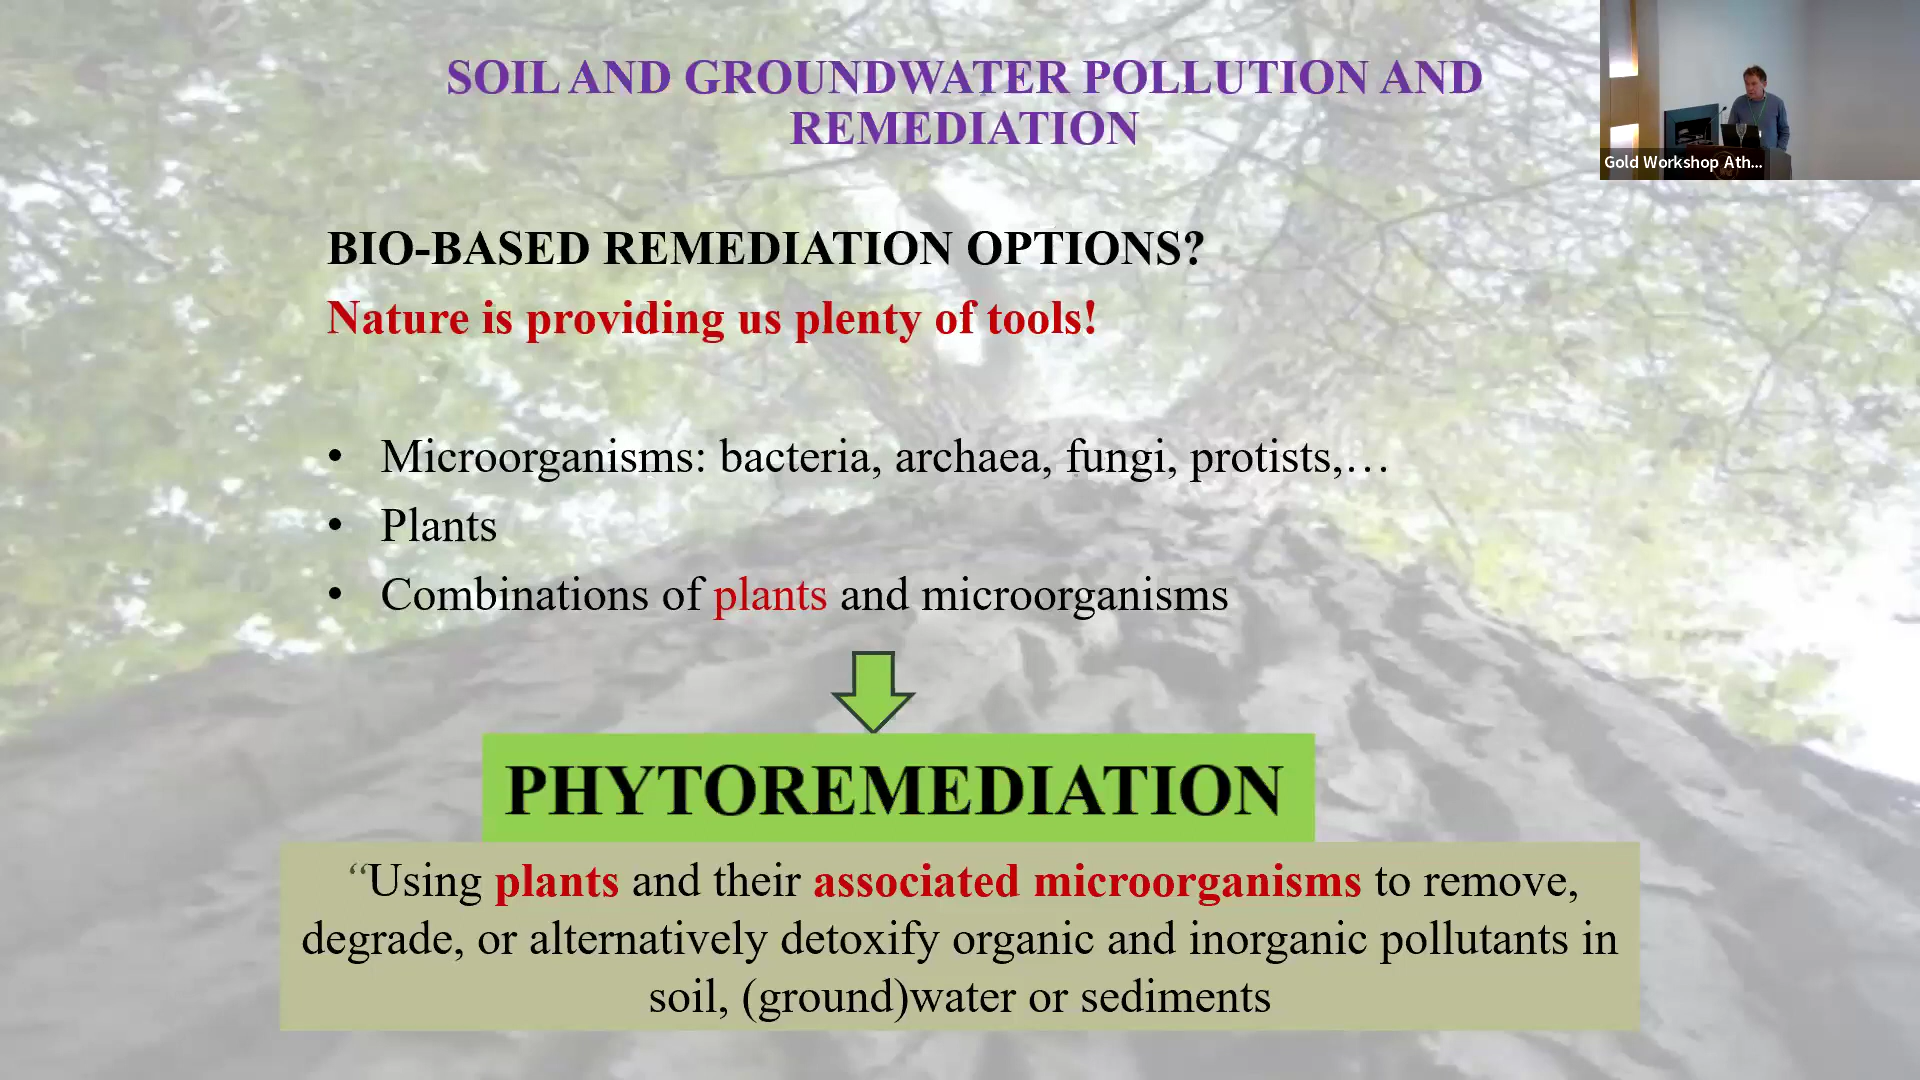 SOIL AND GROUNDWATER POLLUTION AND
REMEDIATION
Gold Workshop Ath...
BIO-BASED REMEDIATION OPTIONS?
Nature is providing us plenty of tools!
• Microorganisms: bacteria, archaea, fungi, protists,…
• Plants
• Combinations of plants and microorganisms
PHYTOREMEDIATION
“Using plants and their associated microorganisms to remove,
degrade, or alternatively detoxify organic and inorganic pollutants in
soil, (ground)water or sediments